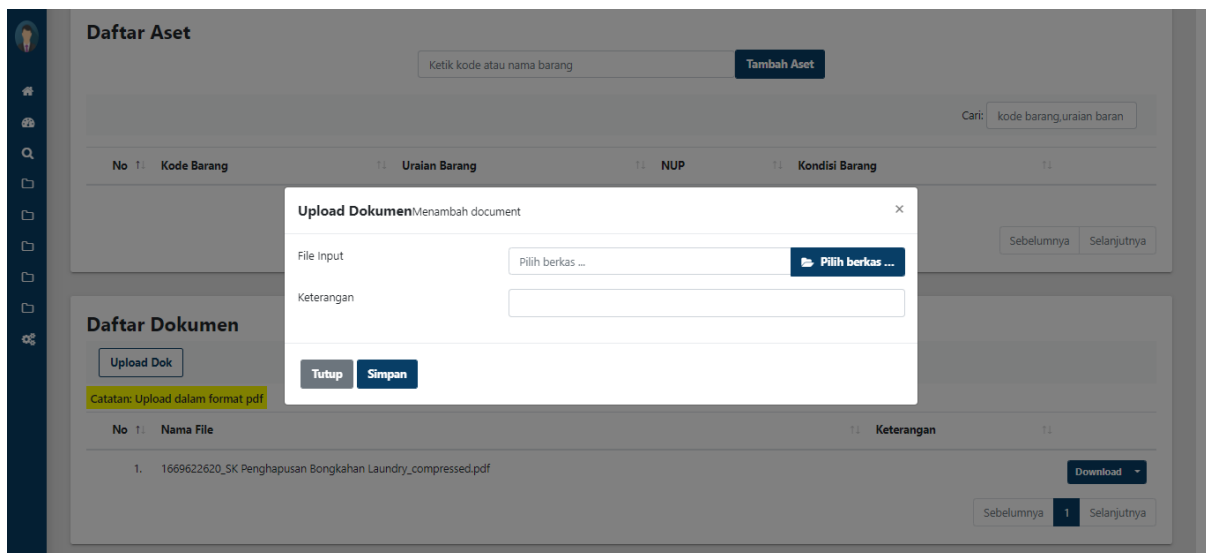 Daftar Aset
Ketik kode atau nama barang Tambah Aset
Cari: kode barang,uraian baran
No Kode Barang Uraian Barang NUP Kondisi Barang
Upload DokumenMenambah document ×
File Input Pilih berkas ... Pilih berkas ...
Keterangan
Tutup Simpan
Sebelumnya Selanjutnya
Daftar Dokumen
Upload Dok
Catatan: Upload dalam format pdf
No Nama File Keterangan
1. 1669622620_SK Penghapusan Bongkahan Laundry_compressed.pdf Download
Sebelumnya 1 Selanjutnya